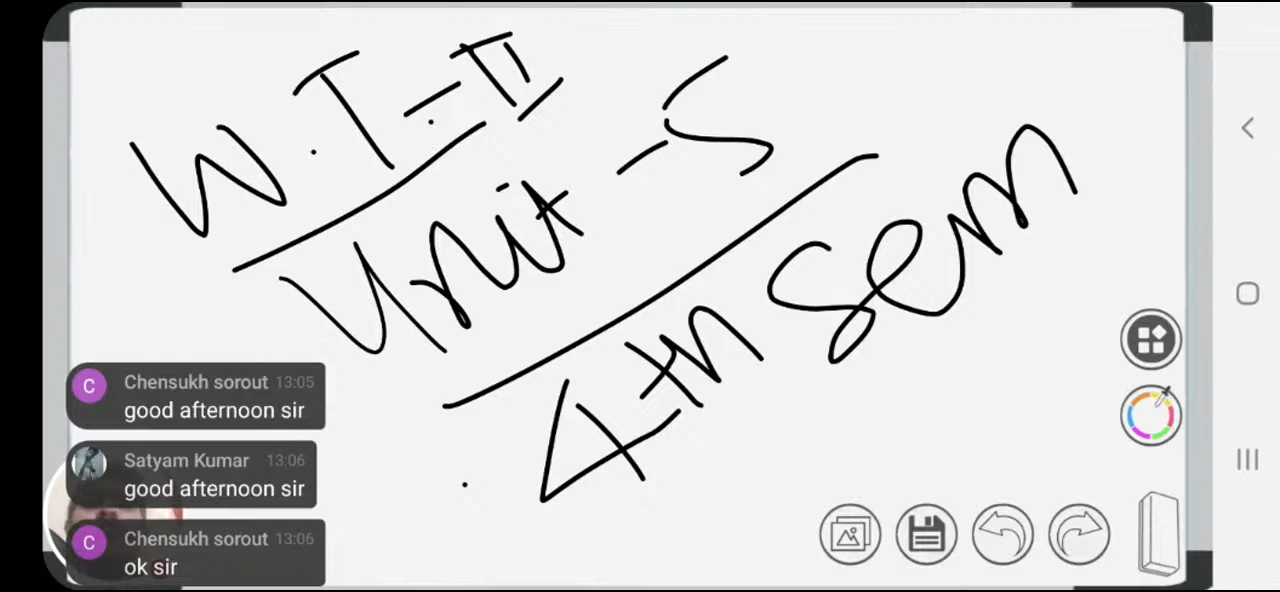 W.T-II
Unit-5
4th Sem
Chensukh sorout 13:05
good afternoon sir
Satyam Kumar 13:06
good afternoon sir
Chensukh sorout 13:06
ok sir